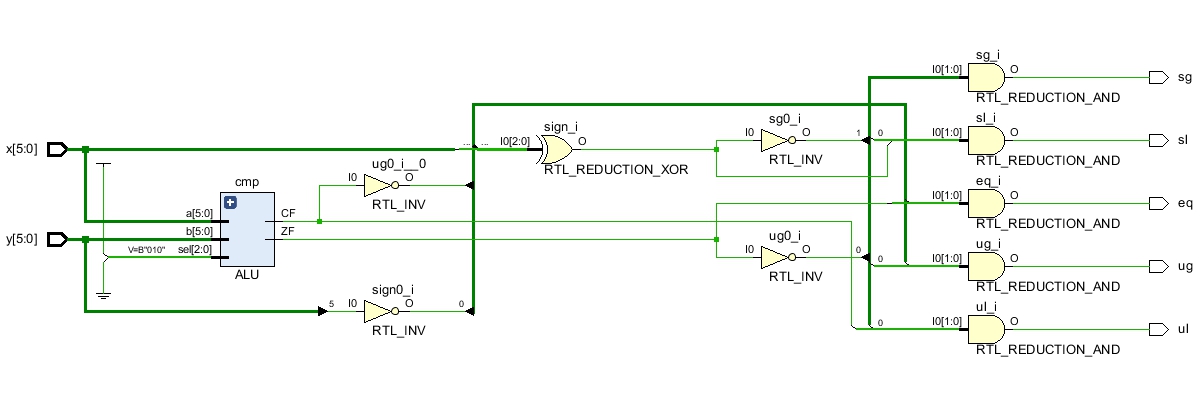 sg_i
I0[1:0] O
sg
RTL_REDUCTION_AND
sl_i
sign_i
sg0_i
... ... I0[2:0]
I0 O
1 0 I0[1:0] O
sl
x[5:0]
O
RTL_REDUCTION_XOR
RTL_INV
RTL_REDUCTION_AND
ug0_i__0
I0 O
RTL_INV
cmp
eq_i
I0[1:0] O
eq
RTL_REDUCTION_AND
a[5:0] CF
b[5:0] ZF
y[5:0]
V=B"010" sel[2:0]
ALU
ug0_i
I0 O
RTL_INV
0
ug_i
0 I0[1:0] O
ug
RTL_REDUCTION_AND
sign0_i
5 I0 O 0
RTL_INV
ul_i
0 I0[1:0] O
ul
RTL_REDUCTION_AND